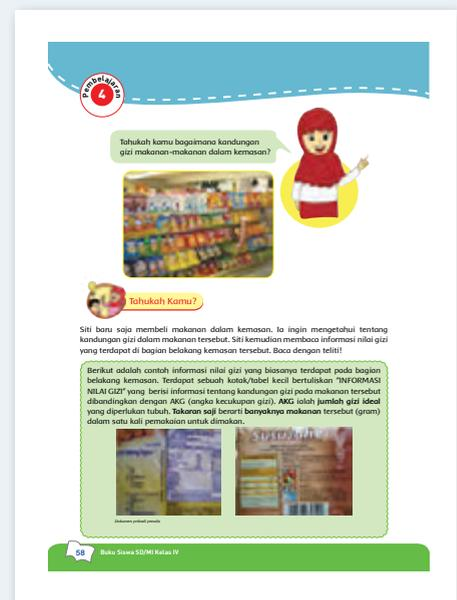 Pembelajaran
4
Tahukah kamu bagaimana kandungan
gizi makanan-makanan dalam kemasan?
Tahukah Kamu?
Siti baru saja membeli makanan dalam kemasan. Ia ingin mengetahui tentang
kandungan gizi dalam makanan tersebut. Siti kemudian membaca informasi nilai gizi
yang terdapat di bagian belakang kemasan tersebut. Baca dengan teliti!
Berikut adalah contoh informasi nilai gizi yang biasanya terdapat pada bagian
belakang kemasan. Terdapat sebuah kotak/tabel kecil bertuliskan "INFORMASI
NILAI GIZI" yang berisi informasi tentang kandungan gizi pada makanan tersebut
dibandingkan dengan AKG (angka kecukupan gizi). AKG ialah jumlah gizi ideal
yang diperlukan tubuh. Takaran saji berarti banyaknya makanan tersebut (gram)
dalam satu kali pemakaian untuk dimakan.
Dokumen pribadi penulis
58
Buku Siswa SD/MI Kelas IV